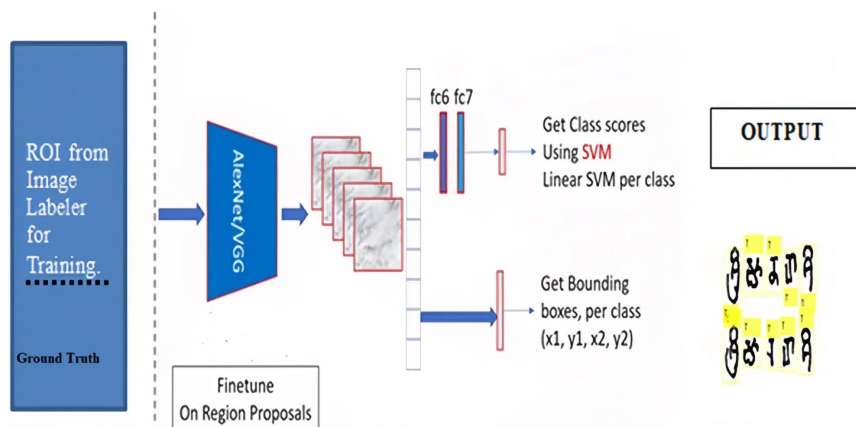 ROI from
Image
Labeler
for
Training.
Ground Truth
AlexNet/VGG
Finetune
On Region Proposals
fc6 fc7
Get Class scores
Using SVM
Linear SVM per class
Get Bounding
boxes, per class
(x1, y1, x2, y2)
OUTPUT